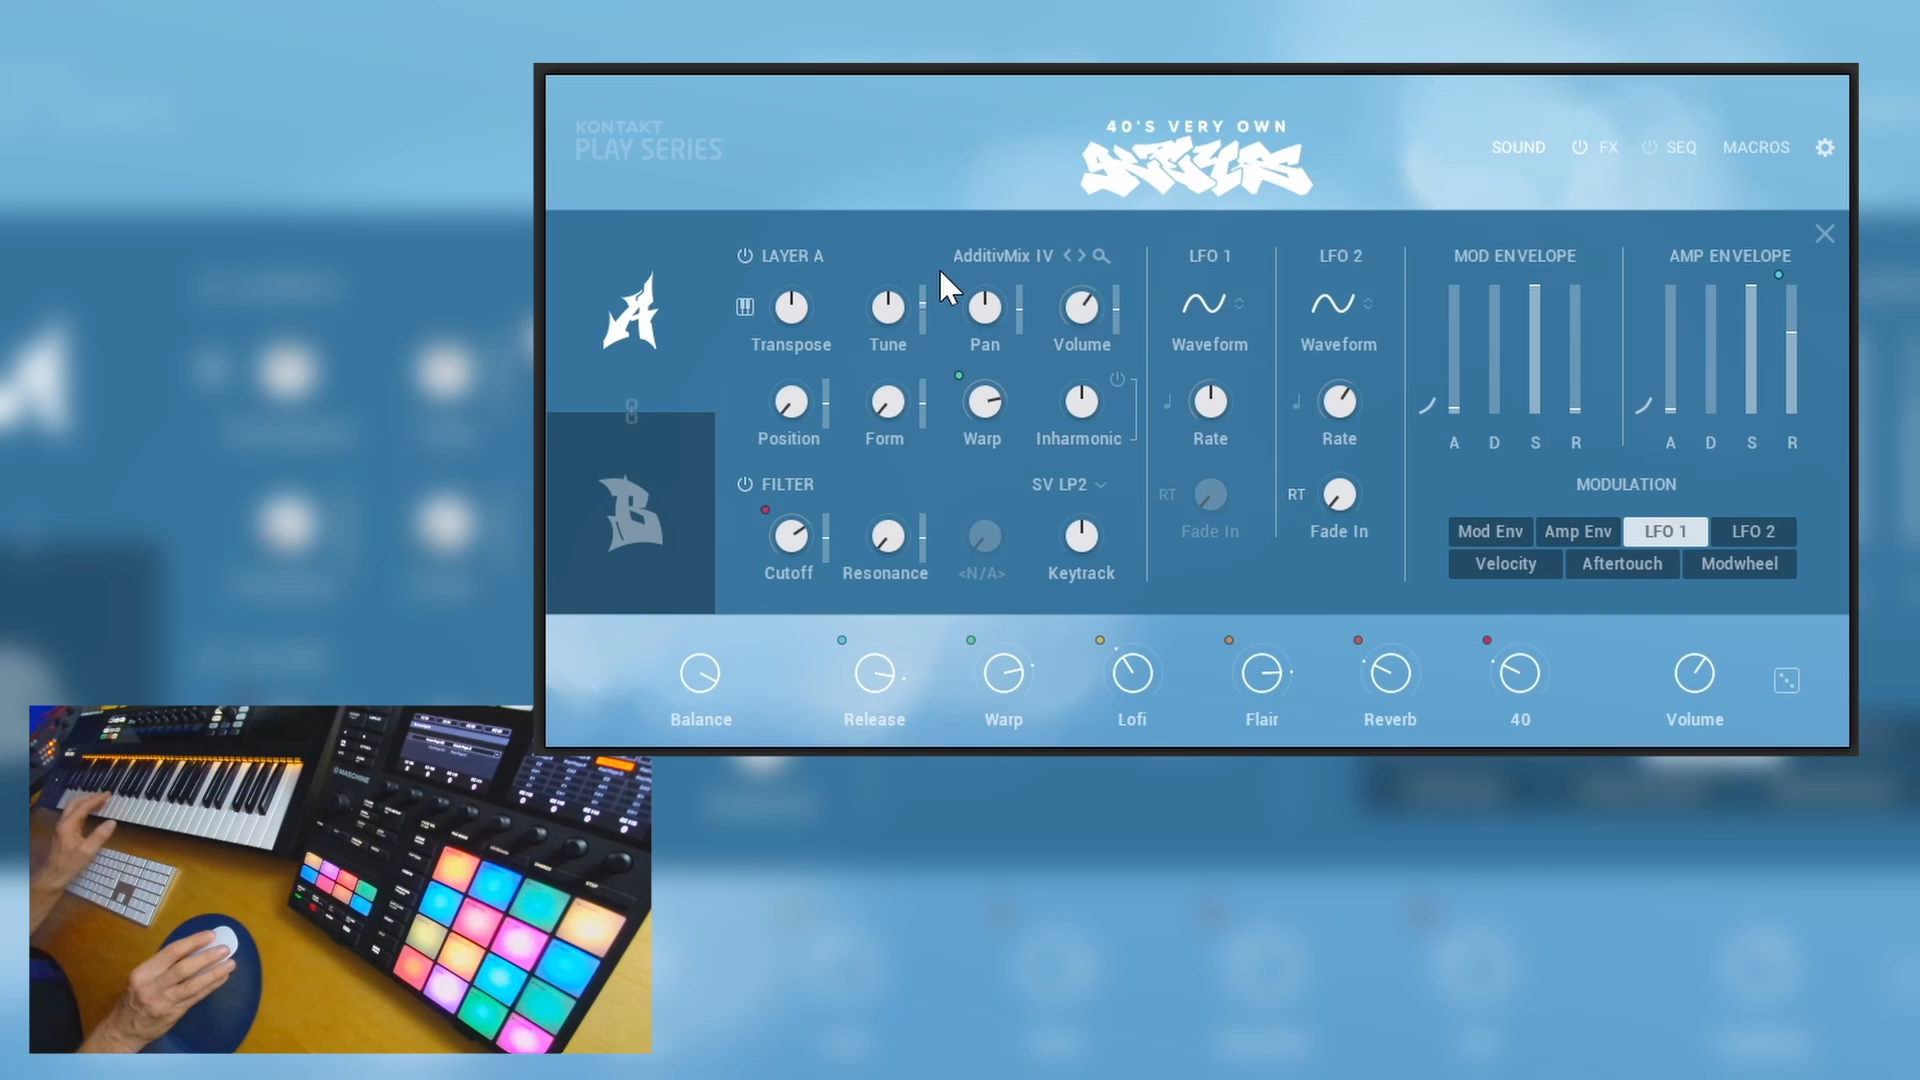 KONTAKT
PLAY SERIES
40'S VERY OWN
KEYS
SOUND FX SEQ MACROS
LAYER A AdditivMix IV
Transpose Tune Pan Volume
Position Form Warp Inharmonic
FILTER SV LP2
Cutoff Resonance <N/A> Keytrack
LFO 1
Waveform
Rate
RT
Fade In
LFO 2
Waveform
Rate
RT
Fade In
MOD ENVELOPE
A D S R
AMP ENVELOPE
A D S R
MODULATION
Mod Env Amp Env LFO 1 LFO 2
Velocity Aftertouch Modwheel
A
B
Balance Release Warp Lofi Flair Reverb 40 Volume
MASCHINE